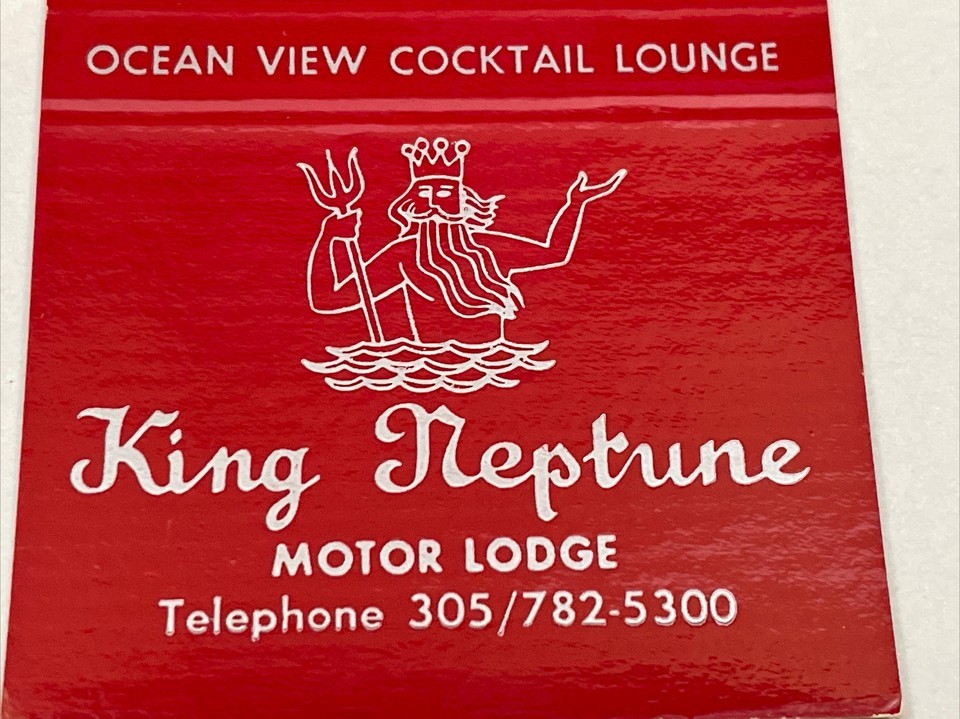 OCEAN VIEW COCKTAIL LOUNGE
King Neptune
MOTOR LODGE
Telephone 305/782-5300